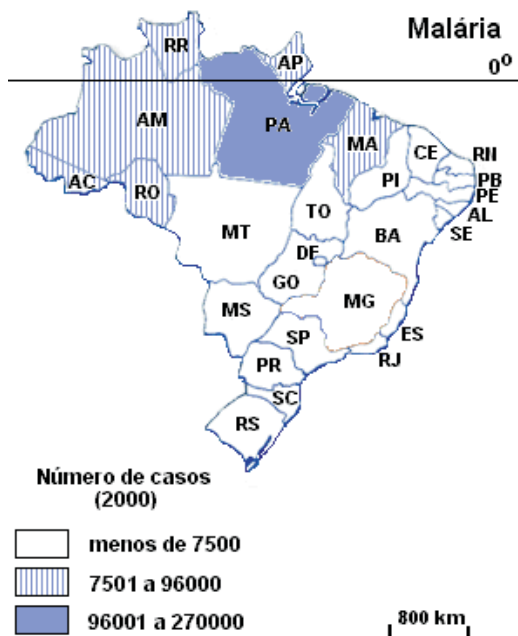 Malária
0º
RR
AP
AM
PA
MA
CE
RN
PB
PE
AL
SE
PI
AC
RO
TO
BA
MT
DF
GO
MG
MS
ES
SP
RJ
PR
SC
RS
Número de casos
(2000)
menos de 7500
7501 a 96000
96001 a 270000
800 km